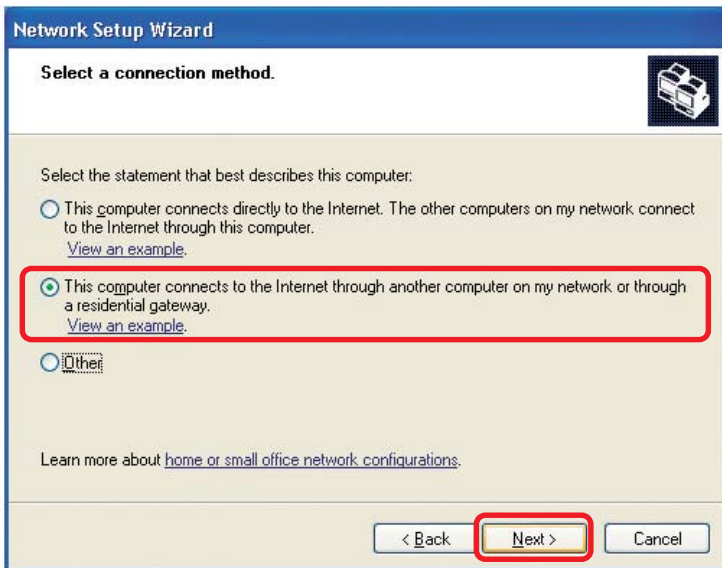 Network Setup Wizard
Select a connection method.
Select the statement that best describes this computer:
This computer connects directly to the Internet. The other computers on my network connect
to the Internet through this computer.
View an example.
This computer connects to the Internet through another computer on my network or through
a residential gateway.
View an example.
Other
Learn more about home or small office network configurations.
< Back
Next >
Cancel